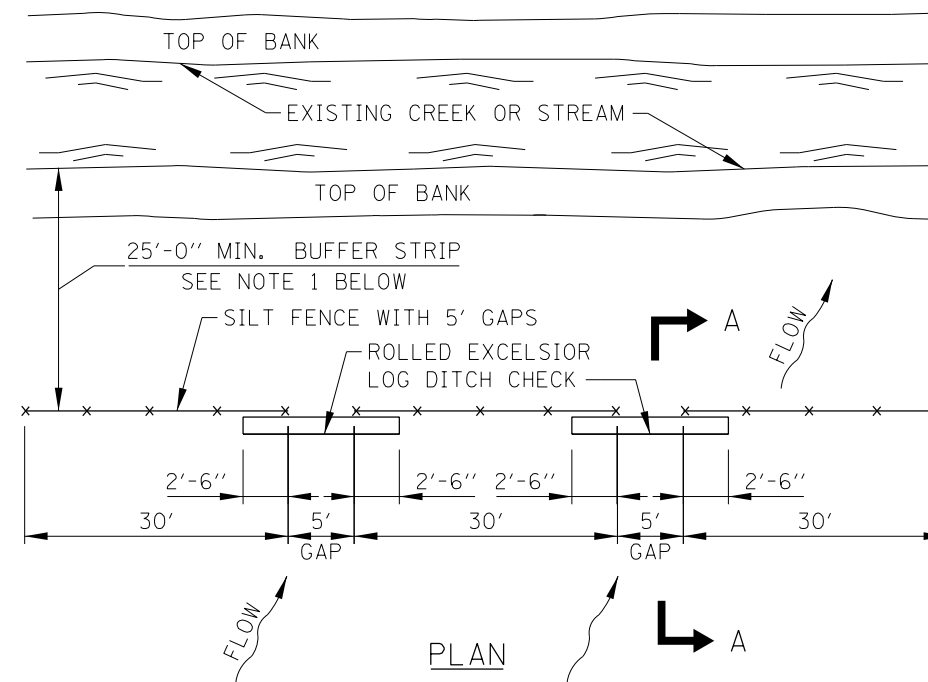 TOP OF BANK
EXISTING CREEK OR STREAM
TOP OF BANK
25'-0" MIN. BUFFER STRIP
SEE NOTE 1 BELOW
SILT FENCE WITH 5' GAPS
A
FLOW
ROLLED EXCELSIOR
LOG DITCH CHECK
2'-6" 2'-6" 2'-6" 2'-6"
30' 5' 30' 5' 30'
GAP GAP
FLOW
PLAN
A